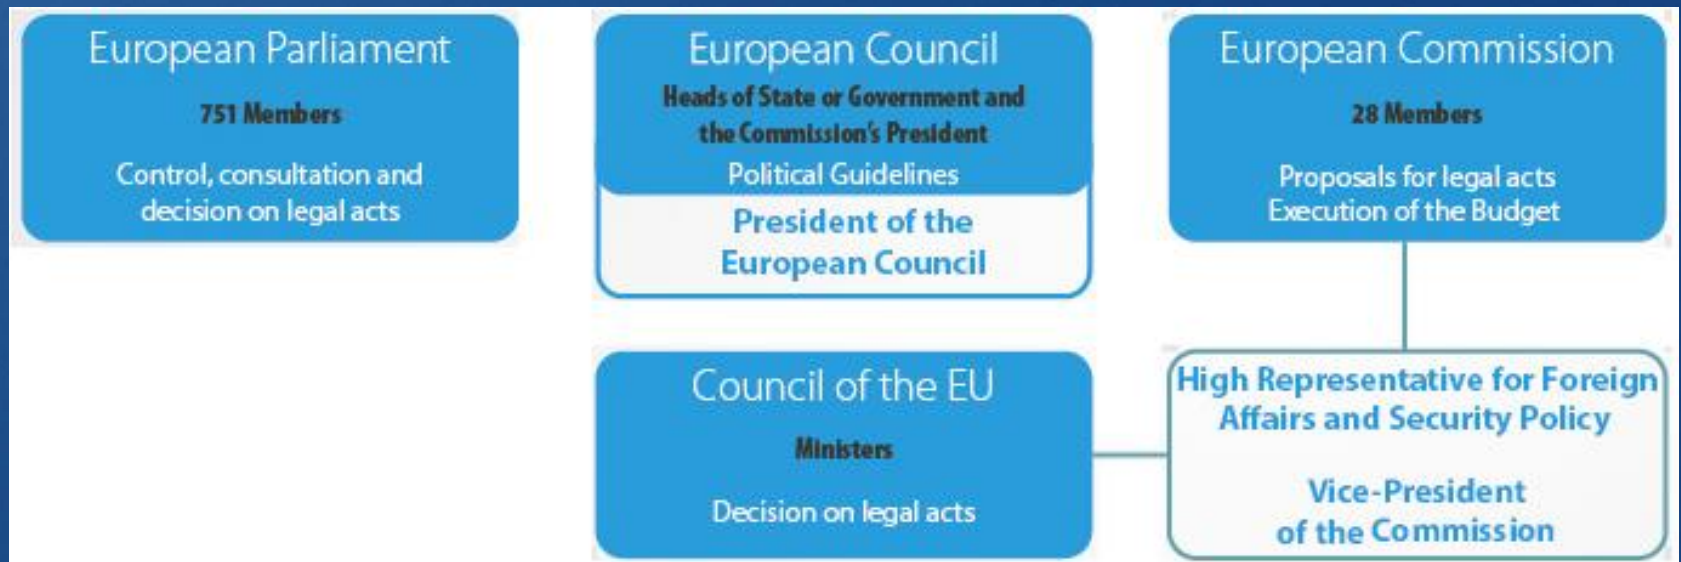 European Parliament
751 Members
Control, consultation and
decision on legal acts
European Council
Heads of State or Government and
the Commission's President
Political Guidelines
President of the
European Council
European Commission
28 Members
Proposals for legal acts
Execution of the Budget
Council of the EU
Ministers
Decision on legal acts
High Representative for Foreign
Affairs and Security Policy
Vice-President
of the Commission